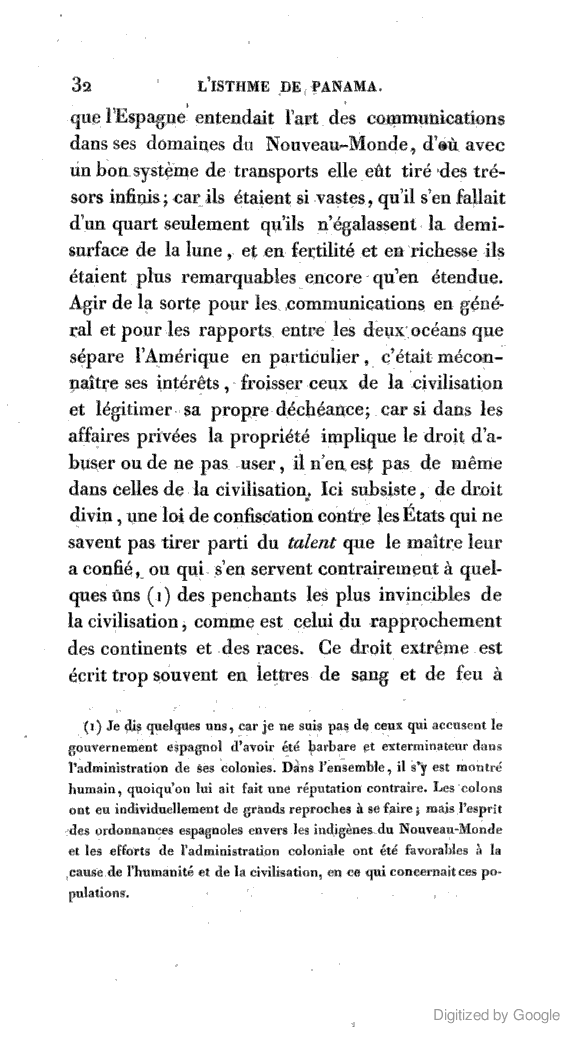 32 L'ISTHME DE PANAMA.
que l'Espagne entendait l'art des communications
dans ses domaines du Nouveau-Monde, d'où avec
un bon système de transports elle eût tiré des tré-
sors infinis; car ils étaient si vastes, qu'il s'en fallait
d'un quart seulement qu'ils n'égalassent la demi-
surface de la lune, et en fertilité et en richesse ils
étaient plus remarquables encore qu'en étendue.
Agir de la sorte pour les communications en géné-
ral et pour les rapports entre les deux océans que
sépare l'Amérique en particulier, c'était mécon-
naître ses intérêts, froisser ceux de la civilisation
et légitimer sa propre déchéance; car si dans les
affaires privées la propriété implique le droit d'a-
buser ou de ne pas user, il n'en est pas de même
dans celles de la civilisation. Ici subsiste, de droit
divin, une loi de confiscation contre les États qui ne
savent pas tirer parti du talent que le maître leur
a confié, ou qui s'en servent contrairement à quel-
ques uns (1) des penchants les plus invincibles de
la civilisation, comme est celui du rapprochement
des continents et des races. Ce droit extrême est
écrit trop souvent en lettres de sang et de feu à
(1) Je dis quelques uns, car je ne suis pas de ceux qui accusent le
gouvernement espagnol d'avoir été barbare et exterminateur dans
l'administration de ses colonies. Dans l'ensemble, il s'y est montré
humain, quoiqu'on lui ait fait une réputation contraire. Les colons
ont eu individuellement de grands reproches à se faire; mais l'esprit
des ordonnances espagnoles envers les indigènes du Nouveau-Monde
et les efforts de l'administration coloniale ont été favorables à la
cause de l'humanité et de la civilisation, en ce qui concernait ces po-
pulations.
Digitized by Google